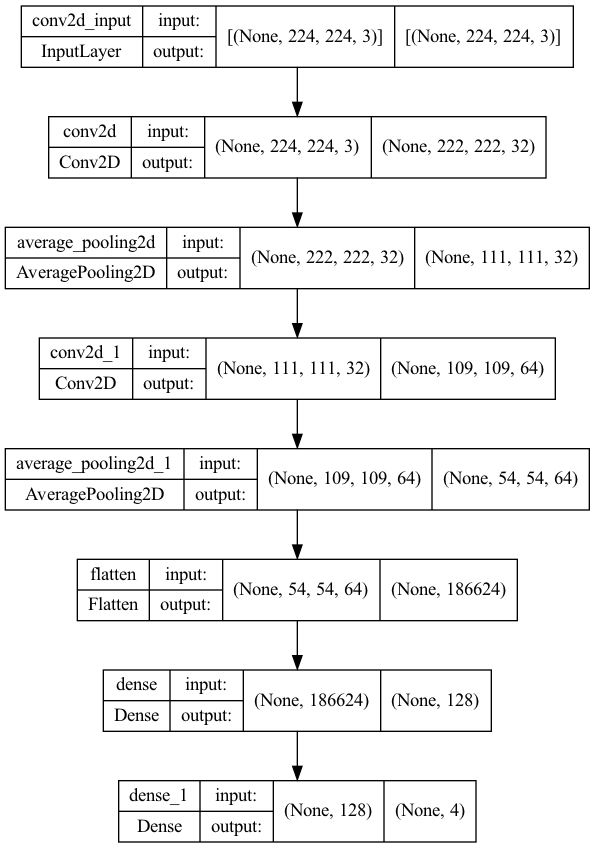 conv2d_input input: [(None, 224, 224, 3)] [(None, 224, 224, 3)]
InputLayer output:
conv2d input: (None, 224, 224, 3) (None, 222, 222, 32)
Conv2D output:
average_pooling2d input: (None, 222, 222, 32) (None, 111, 111, 32)
AveragePooling2D output:
conv2d_1 input: (None, 111, 111, 32) (None, 109, 109, 64)
Conv2D output:
average_pooling2d_1 input: (None, 109, 109, 64) (None, 54, 54, 64)
AveragePooling2D output:
flatten input: (None, 54, 54, 64) (None, 186624)
Flatten output:
dense input: (None, 186624) (None, 128)
Dense output:
dense_1 input: (None, 128) (None, 4)
Dense output: